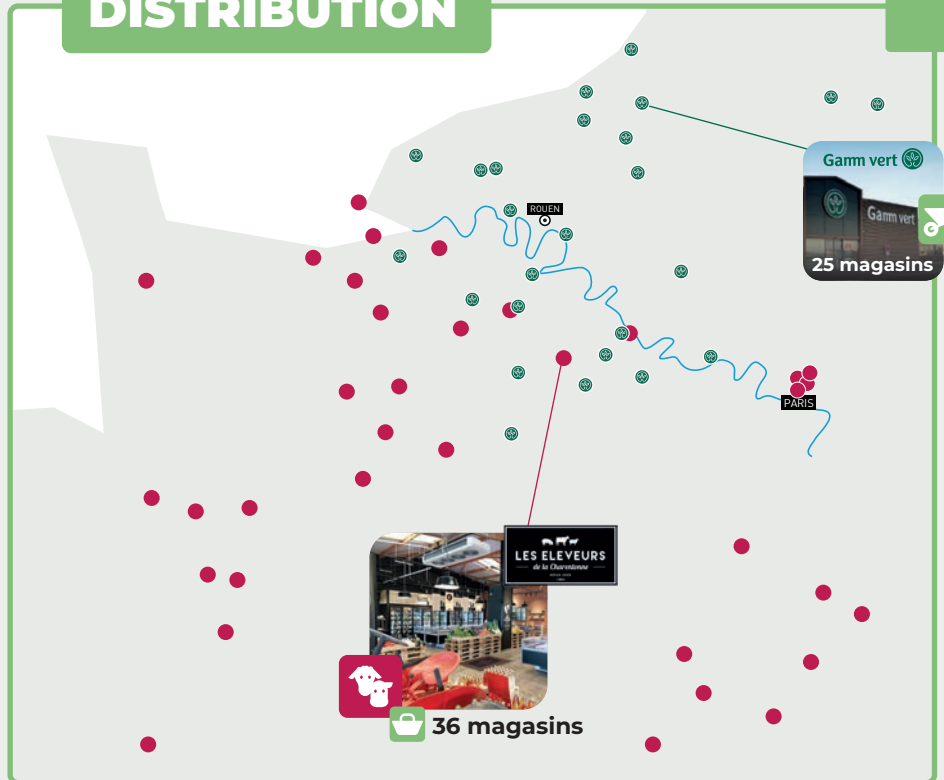 DISTRIBUTION
ROUEN
Gamm vert
Gamm vert
25 magasins
PARIS
LES ELEVEURS
de la Charentonne
36 magasins